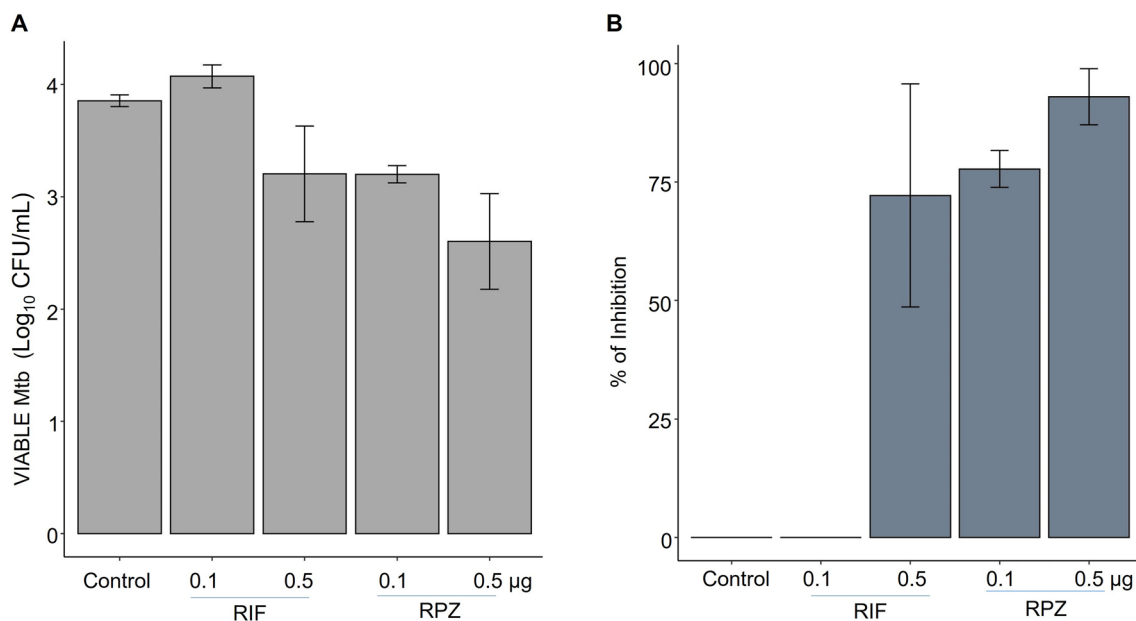 A
VIABLE Mtb (Log₁₀ CFU/mL)
4
3
2
1
0
Control 0.1 0.5 0.1 0.5 µg
RIF RPZ
B
% of Inhibition
100
75
50
25
0
Control 0.1 0.5 0.1 0.5 µg
RIF RPZ